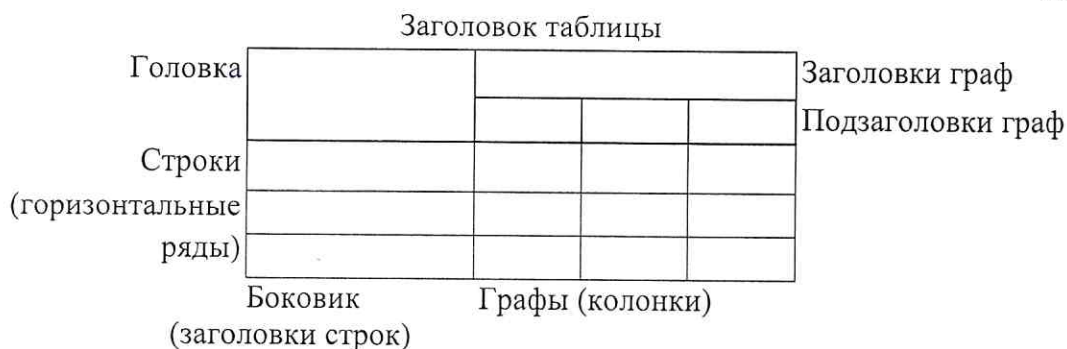 Заголовок таблицы
Головка
Заголовки граф
Подзаголовки граф
Строки
(горизонтальные
ряды)
Боковик
(заголовки строк)
Графы (колонки)